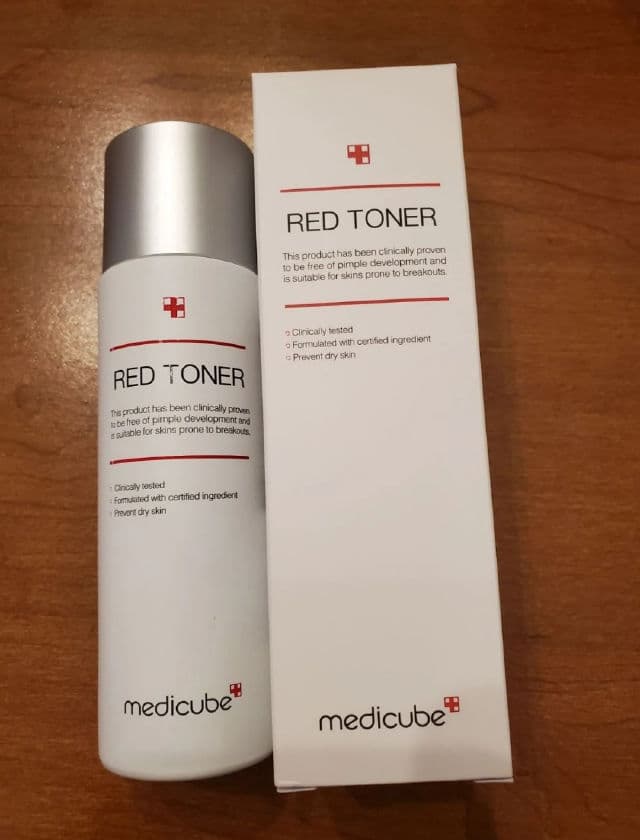 RED TONER
This product has been clinically proven
to be free of pimple development and
is suitable for skins prone to breakouts.
Clinically tested
Formulated with certified ingredient
Prevent dry skin
medicube
RED TONER
This product has been clinically proven
to be free of pimple development and
is suitable for skins prone to breakouts.
Clinically tested
Formulated with certified ingredient
Prevent dry skin
medicube